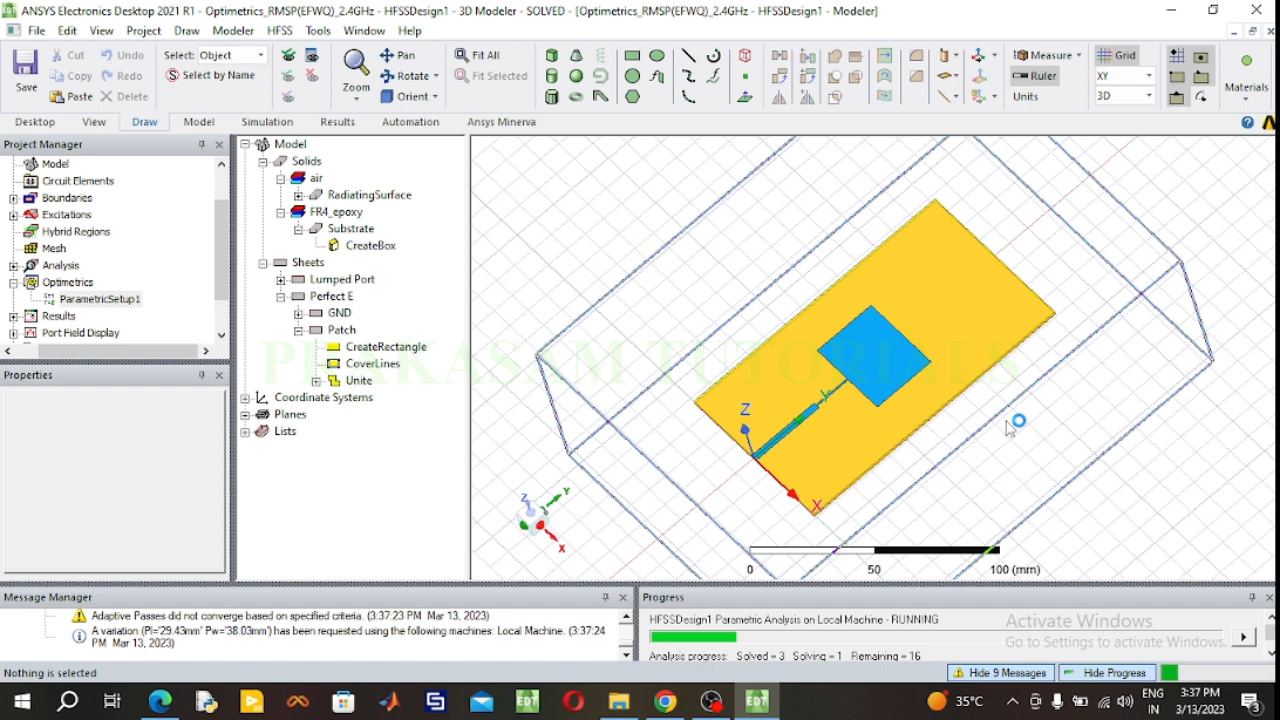 ANSYS Electronics Desktop 2021 R1 - Optimetrics_RMSP(EFWQ)_2.4GHz - HFSSDesign1 - 3D Modeler - SOLVED - [Optimetrics_RMSP(EFWQ)_2.4GHz - HFSSDesign1 - Modeler]
File Edit View Project Draw Modeler HFSS Tools Window Help
Save
Cut Undo
Copy Redo
Paste Delete
Select: Object
Select by Name
Zoom
Pan
Rotate
Orient
Fit All
Fit Selected
Measure
Ruler
Units
Grid
XY
3D
Materials
Desktop View Draw Model Simulation Results Automation Ansys Minerva
Project Manager
Model
Circuit Elements
Boundaries
Excitations
Hybrid Regions
Mesh
Analysis
Optimetrics
ParametricSetup1
Results
Port Field Display
Properties
Model
Solids
air
RadiatingSurface
FR4_epoxy
Substrate
CreateBox
Sheets
Lumped Port
Perfect E
GND
Patch
CreateRectangle
CoverLines
Unite
Coordinate Systems
Planes
Lists
PRAKASAM TUTORIALS
Z
Y
X
Z
Y
X
0 50 100 (mm)
Message Manager
Adaptive Passes did not converge based on specified criteria. (3:37:23 PM Mar 13, 2023)
A variation (Pl='29.43mm' Pw='38.03mm') has been requested using the following machines: Local Machine. (3:37:24
PM Mar 13, 2023)
Progress
HFSSDesign1 Parametric Analysis on Local Machine - RUNNING
Analysis progress: Solved = 3 Solving = 1 Remaining = 16
Activate Windows
Go to Settings to activate Windows.
Nothing is selected
Hide 9 Messages
Hide Progress
35°C
ENG
IN
3:37 PM
3/13/2023
3